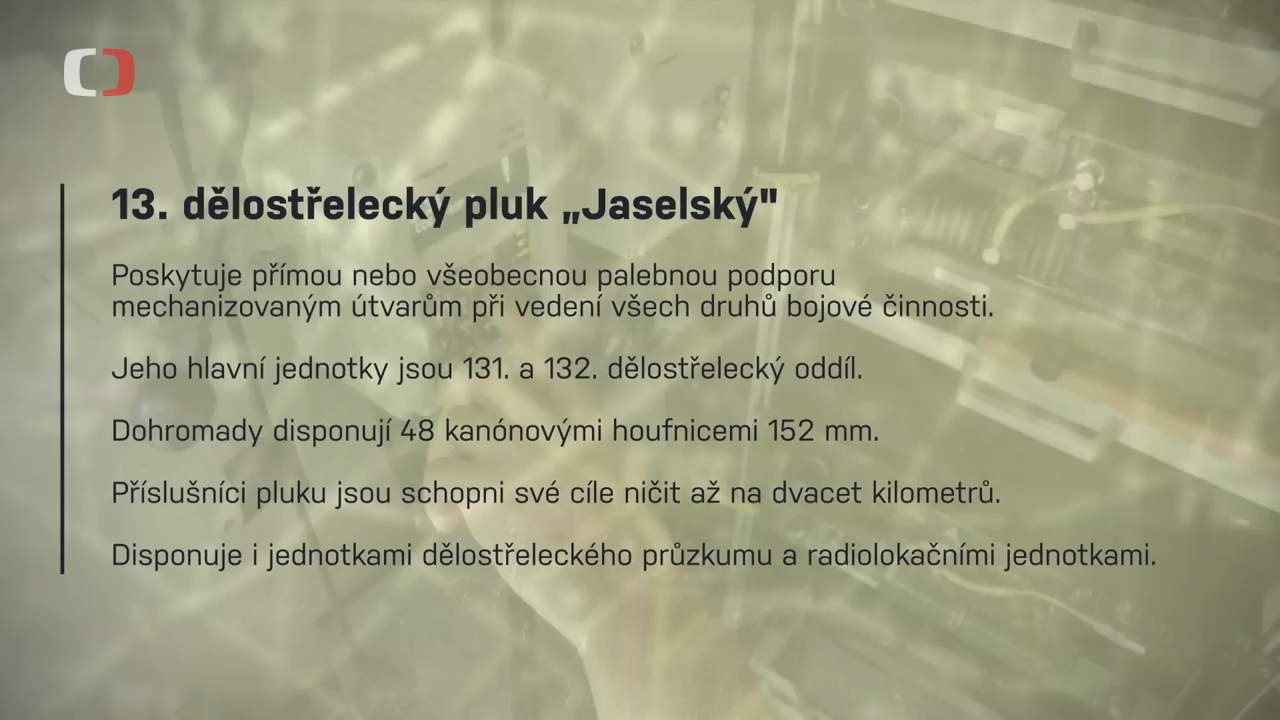 13. dělostřelecký pluk „Jaselský"
Poskytuje přímou nebo všeobecnou palebnou podporu
mechanizovaným útvarům při vedení všech druhů bojové činnosti.
Jeho hlavní jednotky jsou 131. a 132. dělostřelecký oddíl.
Dohromady disponují 48 kanónovými houfnicemi 152 mm.
Příslušníci pluku jsou schopni své cíle ničit až na dvacet kilometrů.
Disponuje i jednotkami dělostřeleckého průzkumu a radiolokačními jednotkami.